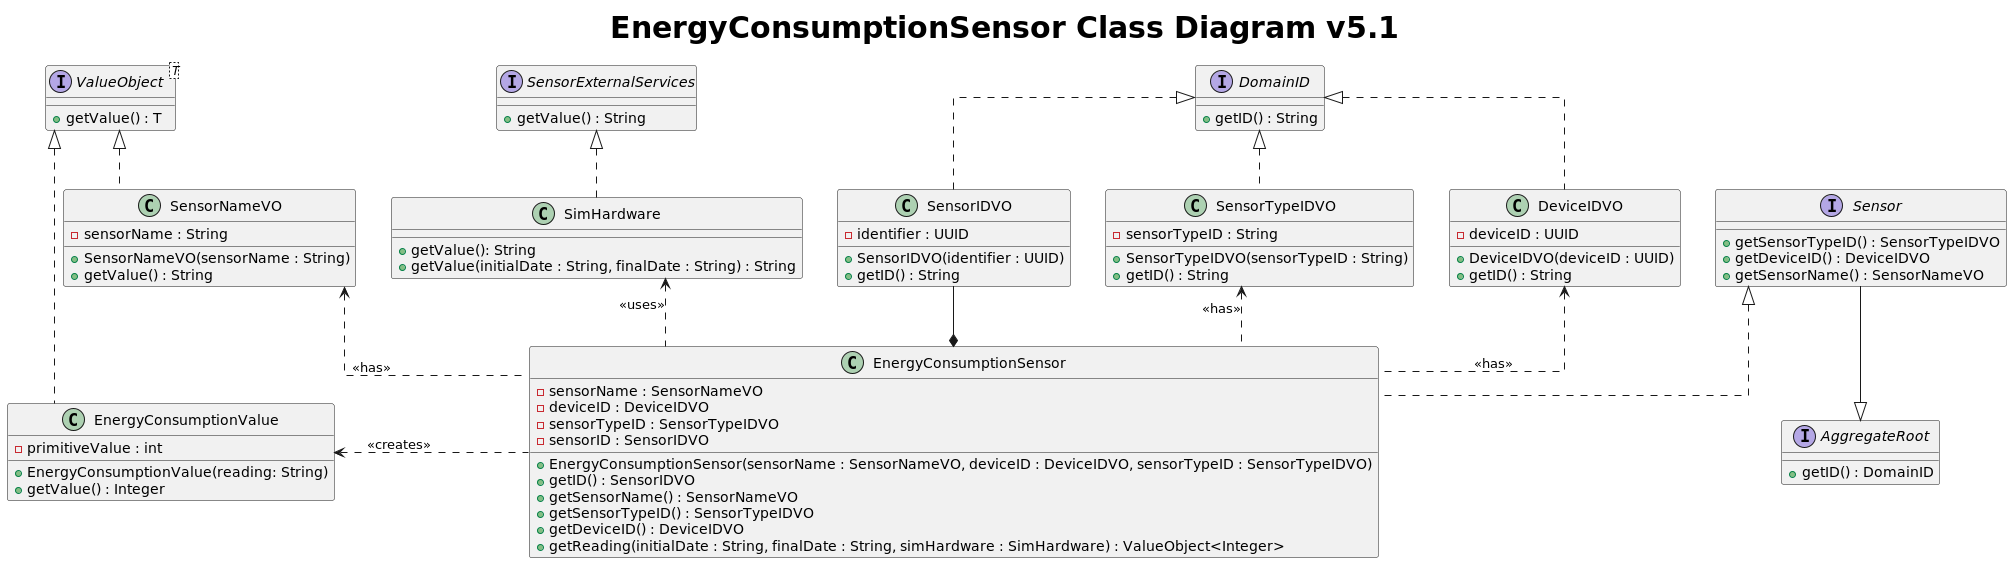 EnergyConsumptionSensor Class Diagram v5.1
I ValueObject T
getValue() : T
I SensorExternalServices
getValue() : String
I DomainID
getID() : String
C SensorNameVO
sensorName : String
SensorNameVO(sensorName : String)
getValue() : String
C SimHardware
getValue(): String
getValue(initialDate : String, finalDate : String) : String
C SensorIDVO
identifier : UUID
SensorIDVO(identifier : UUID)
getID() : String
C SensorTypeIDVO
sensorTypeID : String
SensorTypeIDVO(sensorTypeID : String)
getID() : String
C DeviceIDVO
deviceID : UUID
DeviceIDVO(deviceID : UUID)
getID() : String
I Sensor
getSensorTypeID() : SensorTypeIDVO
getDeviceID() : DeviceIDVO
getSensorName() : SensorNameVO
«uses»
«has»
«has»
«has»
«creates»
C EnergyConsumptionValue
primitiveValue : int
EnergyConsumptionValue(reading: String)
getValue() : Integer
C EnergyConsumptionSensor
sensorName : SensorNameVO
deviceID : DeviceIDVO
sensorTypeID : SensorTypeIDVO
sensorID : SensorIDVO
EnergyConsumptionSensor(sensorName : SensorNameVO, deviceID : DeviceIDVO, sensorTypeID : SensorTypeIDVO)
getID() : SensorIDVO
getSensorName() : SensorNameVO
getSensorTypeID() : SensorTypeIDVO
getDeviceID() : DeviceIDVO
getReading(initialDate : String, finalDate : String, simHardware : SimHardware) : ValueObject<Integer>
I AggregateRoot
getID() : DomainID